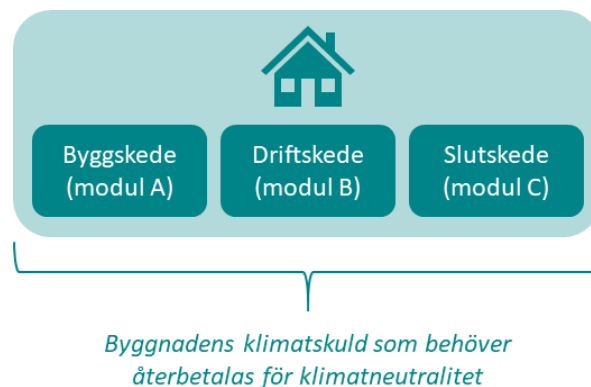 Byggskede
(modul A)
Driftskede
(modul B)
Slutskede
(modul C)
Byggnadens klimatskuld som behöver
återbetalas för klimatneutralitet